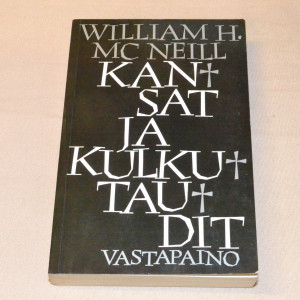 WILLIAM H.
MC NEILL
KAN†
SAT
JA
KULKU†
TAU†
DIT
VASTAPAINO